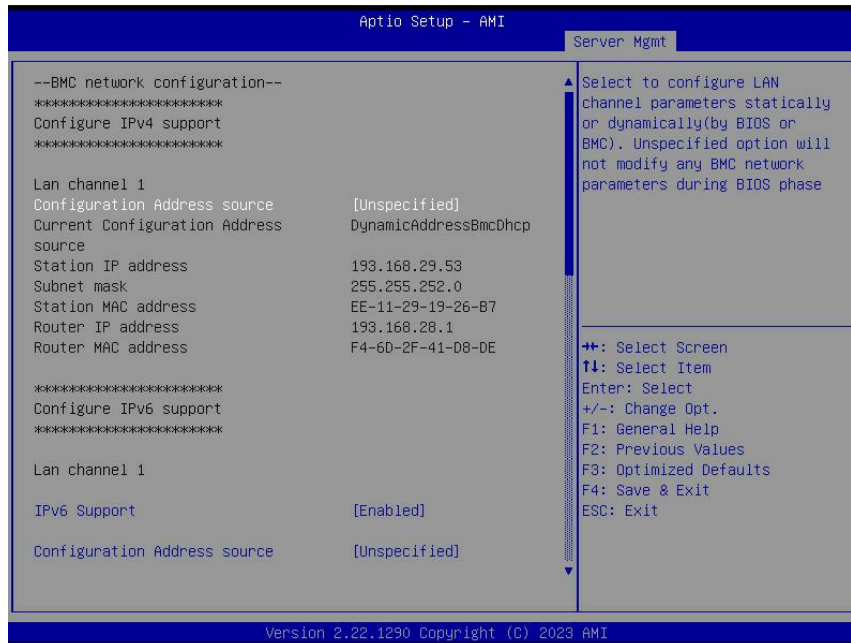 Aptio Setup - AMI
Server Mgmt
--BMC network configuration--
***********************
Configure IPv4 support
***********************
Lan channel 1
Configuration Address source [Unspecified]
Current Configuration Address DynamicAddressBmcDhcp
source
Station IP address 193.168.29.53
Subnet mask 255.255.252.0
Station MAC address EE-11-29-19-26-B7
Router IP address 193.168.28.1
Router MAC address F4-6D-2F-41-D8-DE
***********************
Configure IPv6 support
***********************
Lan channel 1
IPv6 Support [Enabled]
Configuration Address source [Unspecified]
Select to configure LAN
channel parameters statically
or dynamically(by BIOS or
BMC). Unspecified option will
not modify any BMC network
parameters during BIOS phase
→←: Select Screen
↑↓: Select Item
Enter: Select
+/-: Change Opt.
F1: General Help
F2: Previous Values
F3: Optimized Defaults
F4: Save & Exit
ESC: Exit
Version 2.22.1290 Copyright (C) 2023 AMI